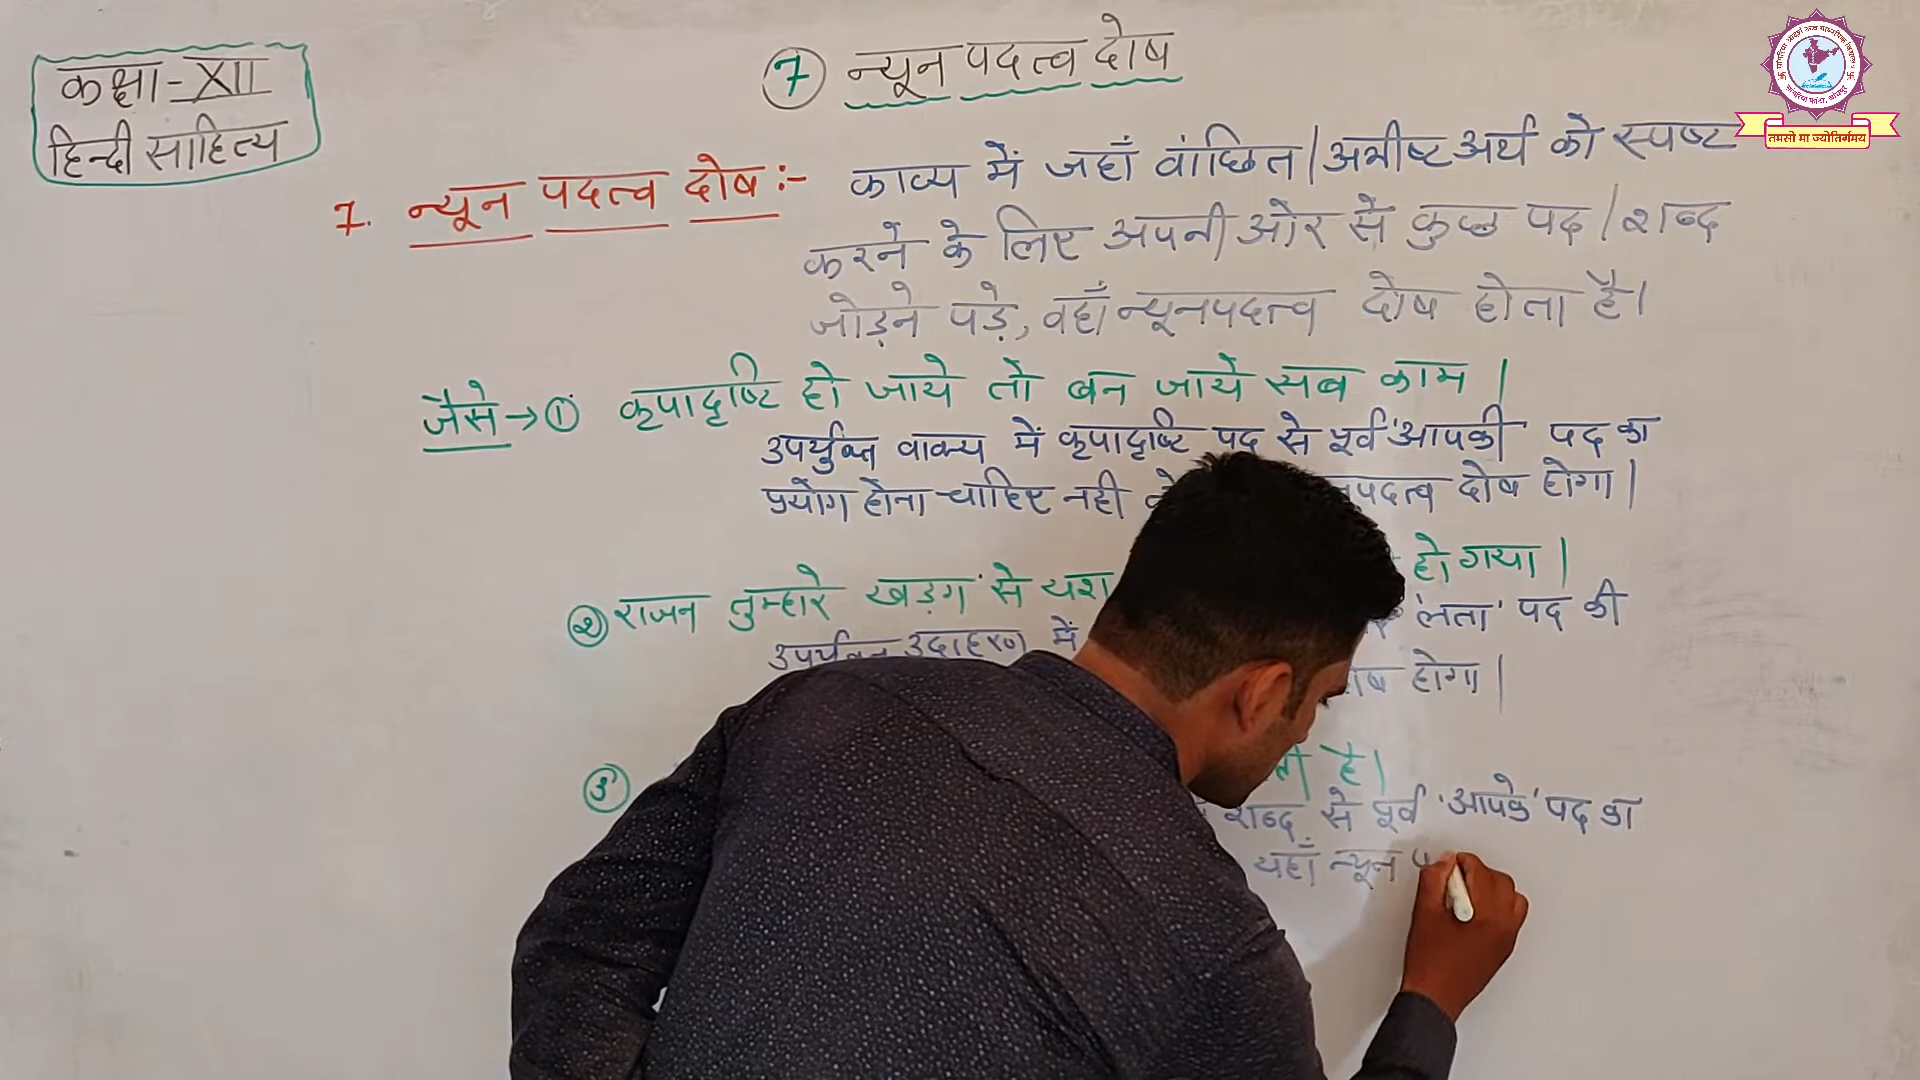 कक्षा-XII
हिन्दी साहित्य
7 न्यून पदत्व दोष
7. न्यून पदत्व दोष :- काव्य में जहाँ वांछित/अभीष्ट अर्थ को स्पष्ट
करने के लिए अपनी ओर से कुछ पद/शब्द
जोड़ने पड़े, वहाँ न्यूनपदत्व दोष होता है।
जैसे → ① कृपादृष्टि हो जाये तो बन जाये सब काम।
उपर्युक्त वाक्य में कृपादृष्टि पद से पूर्व 'आपकी' पद का
प्रयोग होना चाहिए नही पदत्व दोष होगा।
② राजन तुम्हारे खड़ग से यश हो गया।
उपर्युक्त उदाहरण में 'लता' पद की
होगा।
③ है।
शब्द से पूर्व 'आपके' पद का
यहाँ न्यून
तमसो मा ज्योतिर्गमय